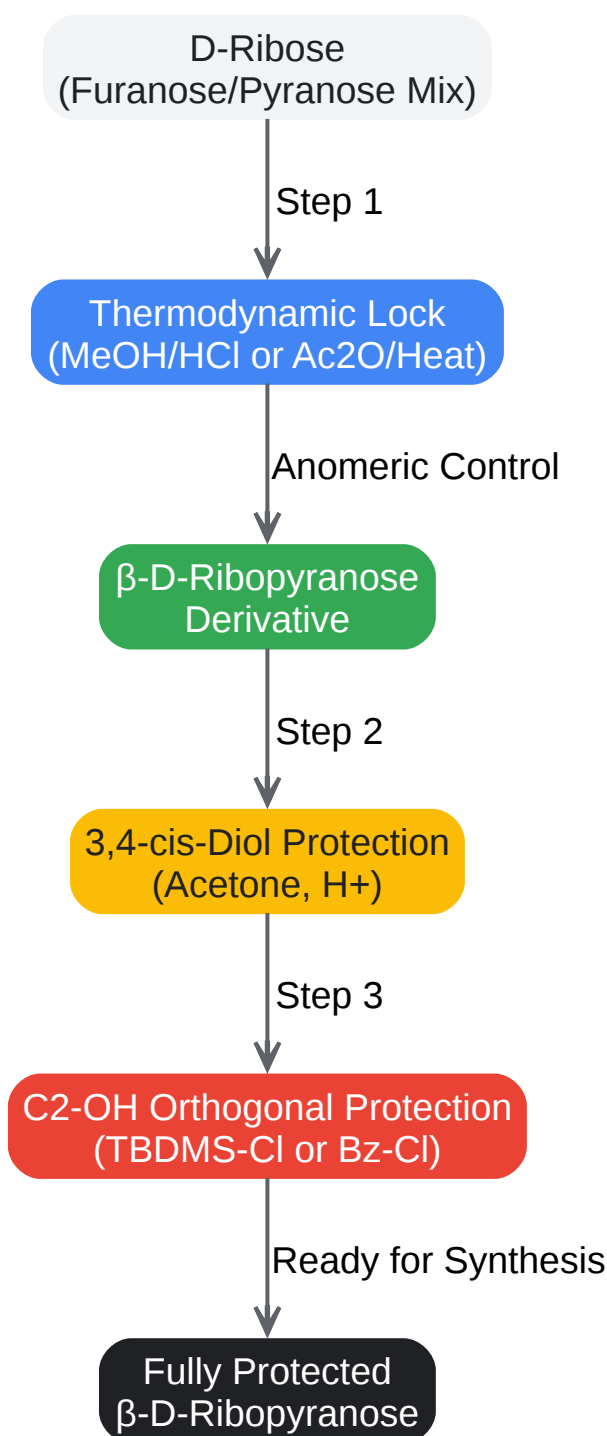 D-Ribose
(Furanose/Pyranose Mix)
Step 1
Thermodynamic Lock
(MeOH/HCl or Ac2O/Heat)
Anomeric Control
β-D-Ribopyranose
Derivative
Step 2
3,4-cis-Diol Protection
(Acetone, H+)
Step 3
C2-OH Orthogonal Protection
(TBDMS-Cl or Bz-Cl)
Ready for Synthesis
Fully Protected
β-D-Ribopyranose